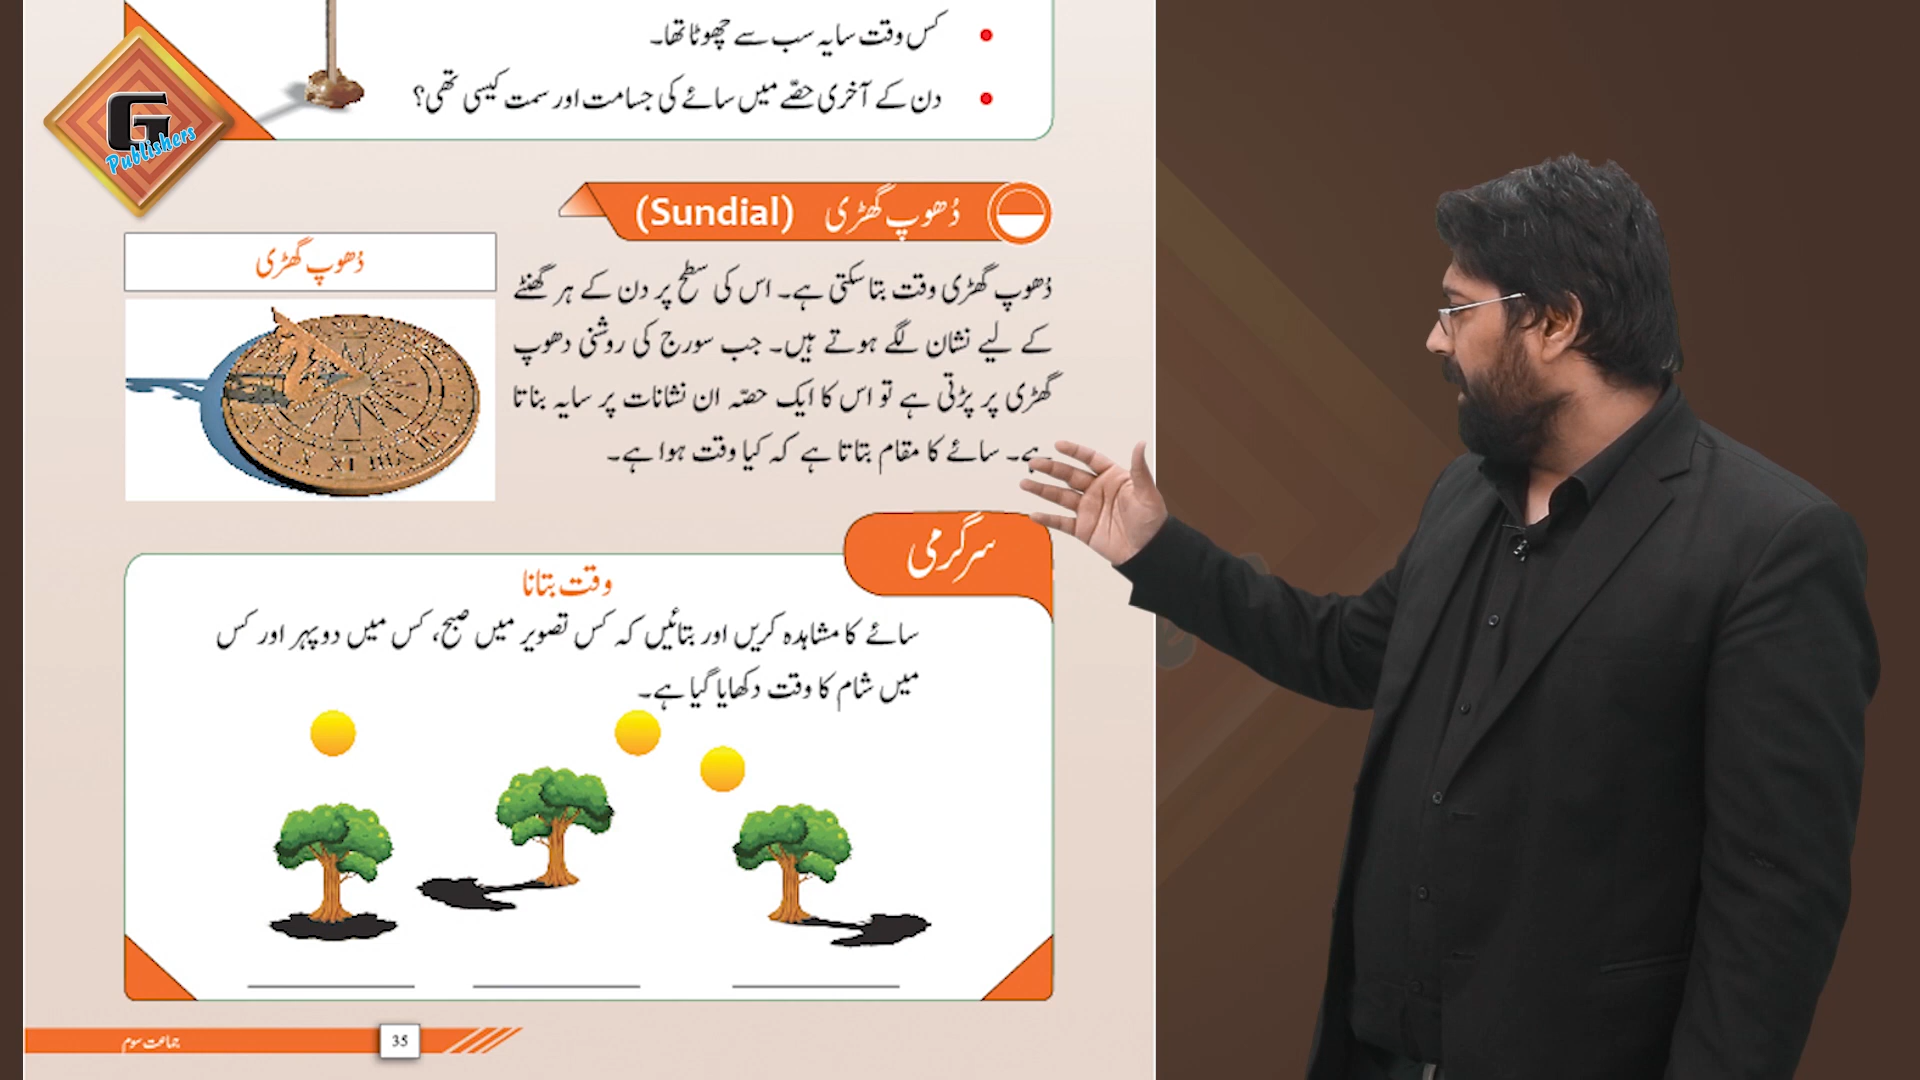 کس وقت سایہ سب سے چھوٹا تھا۔
دن کے آخری حصّے میں سائے کی جسامت اور سمت کیسی تھی؟
G
Publishers
دُھوپ گھڑی (Sundial)
دُھوپ گھڑی
دُھوپ گھڑی وقت بتا سکتی ہے۔ اس کی سطح پر دن کے ہر گھنٹے
کے لیے نشان لگے ہوتے ہیں۔ جب سورج کی روشنی دھوپ
گھڑی پر پڑتی ہے تو اس کا ایک حصّہ ان نشانات پر سایہ بناتا
ہے۔ سائے کا مقام بتاتا ہے کہ کیا وقت ہوا ہے۔
سرگرمی
وقت بتانا
سائے کا مشاہدہ کریں اور بتائیں کہ کس تصویر میں صبح، کس میں دوپہر اور کس
میں شام کا وقت دکھایا گیا ہے۔
جماعت سوم
35